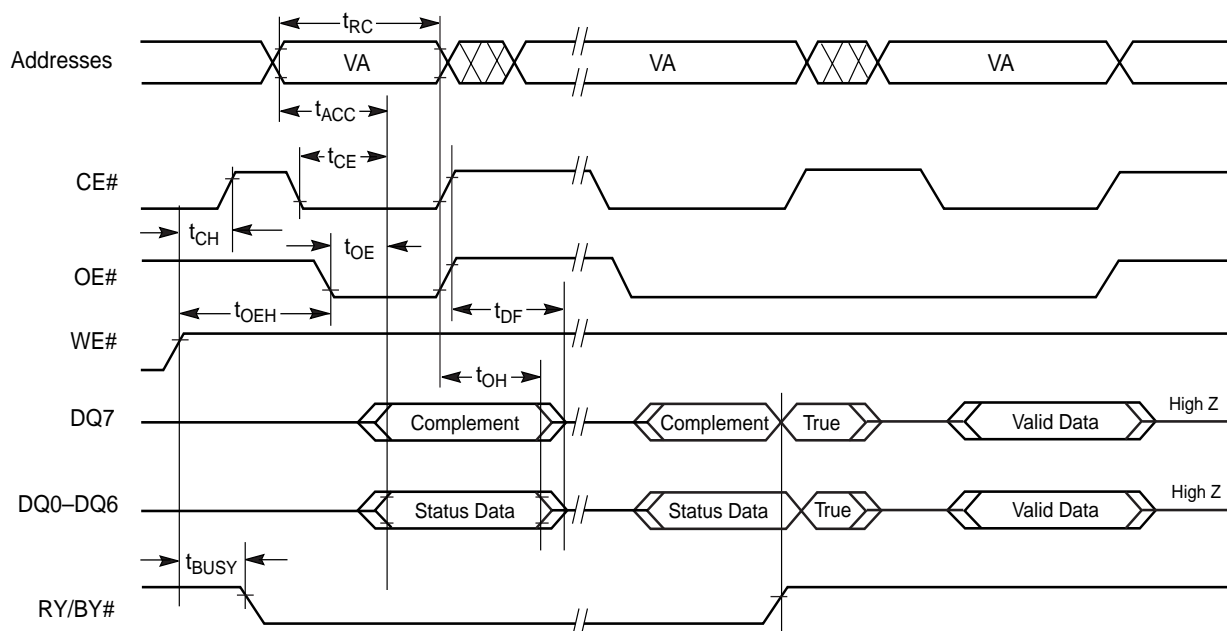 tRC
Addresses VA VA VA
tACC
tCE
CE#
tCH tOE
OE#
tOEH tDF
WE#
tOH
DQ7 Complement Complement True Valid Data High Z
DQ0–DQ6 Status Data Status Data True Valid Data High Z
tBUSY
RY/BY#